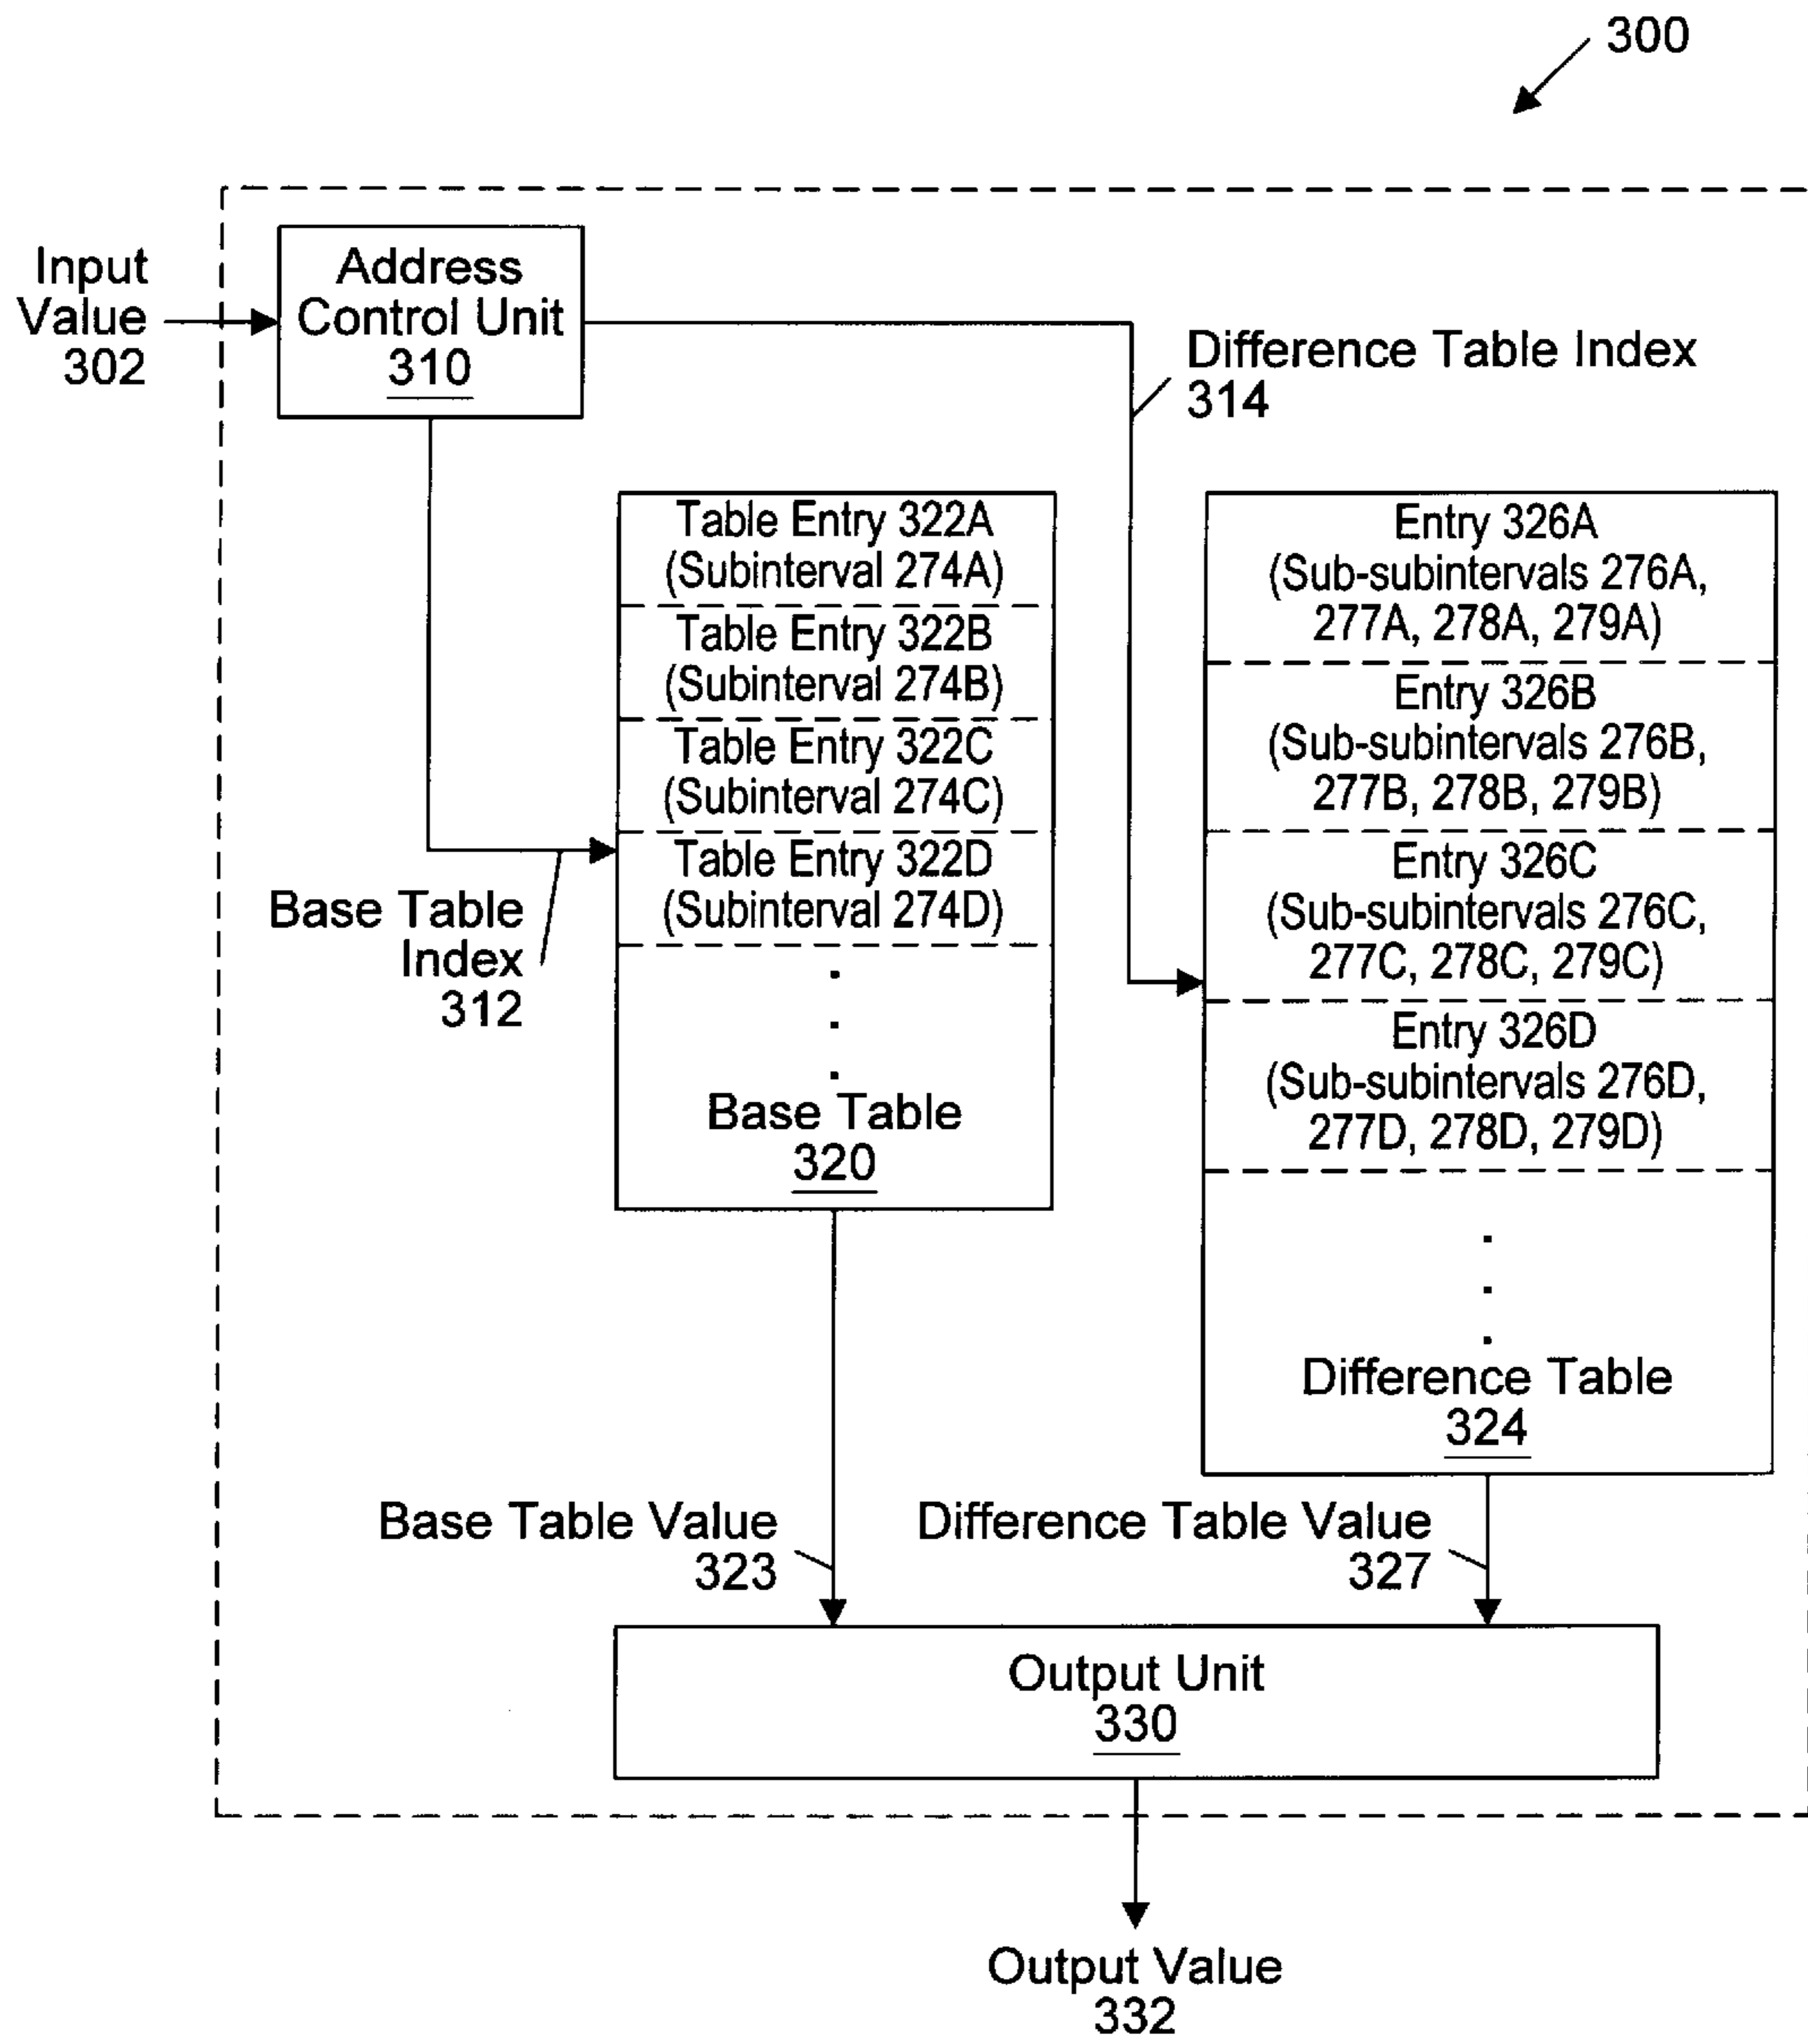 300
Input
Value
302
Address
Control Unit
310
Difference Table Index
314
Table Entry 322A
(Subinterval 274A)
Table Entry 322B
(Subinterval 274B)
Table Entry 322C
(Subinterval 274C)
Table Entry 322D
(Subinterval 274D)
.
.
.
Base Table
320
Base Table
Index
312
Entry 326A
(Sub-subintervals 276A,
277A, 278A, 279A)
Entry 326B
(Sub-subintervals 276B,
277B, 278B, 279B)
Entry 326C
(Sub-subintervals 276C,
277C, 278C, 279C)
Entry 326D
(Sub-subintervals 276D,
277D, 278D, 279D)
.
.
.
Difference Table
324
Base Table Value
323
Difference Table Value
327
Output Unit
330
Output Value
332